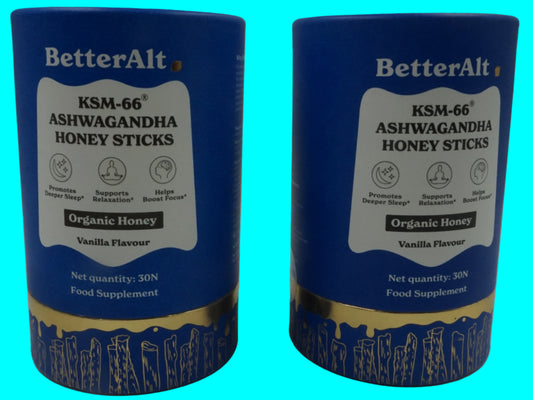 BetterAlt
KSM-66®
ASHWAGANDHA
HONEY STICKS
Promotes
Deeper Sleep*
Supports
Relaxation*
Helps
Boost Focus*
Organic Honey
Vanilla Flavour
Net quantity: 30N
Food Supplement
BetterAlt
KSM-66®
ASHWAGANDHA
HONEY STICKS
Promotes
Deeper Sleep*
Supports
Relaxation*
Helps
Boost Focus*
Organic Honey
Vanilla Flavour
Net quantity: 30N
Food Supplement